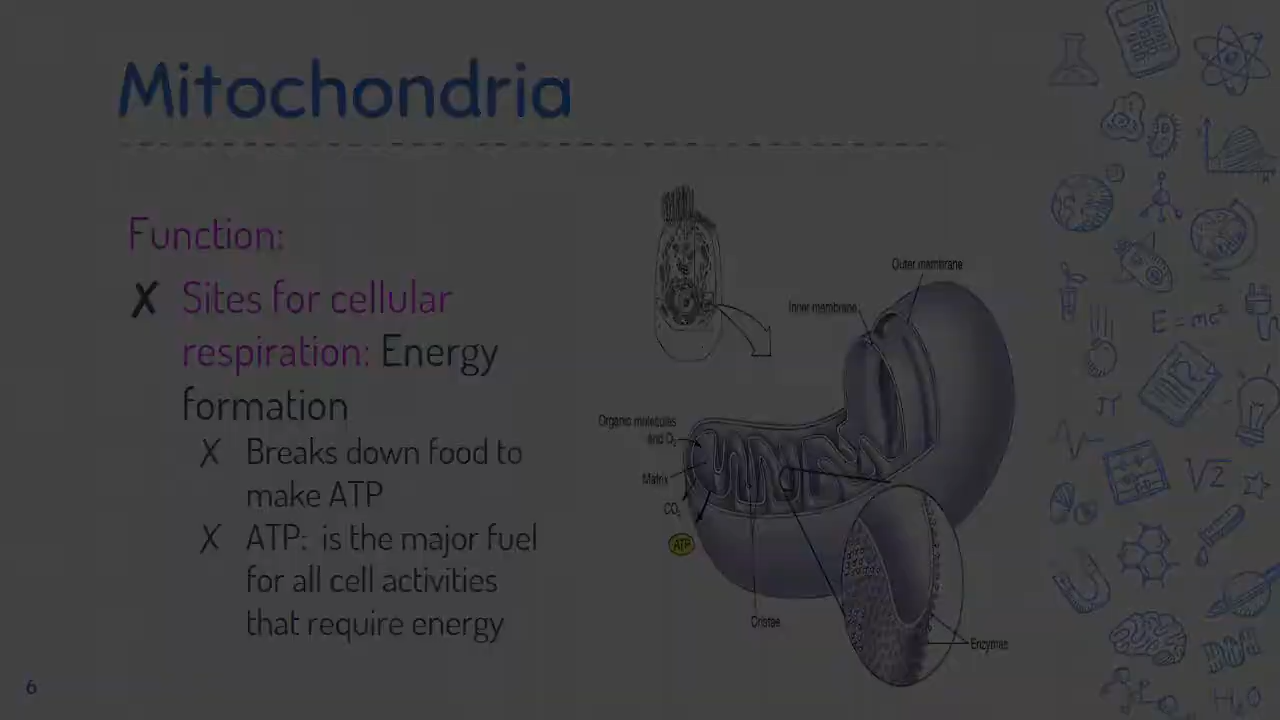 Mitochondria
Function:
X Sites for cellular
respiration: Energy
formation
X Breaks down food to
make ATP
X ATP: is the major fuel
for all cell activities
that require energy
6
Outer membrane
Inner membrane
Organic molecules
and O₂
Matrix
CO₂
ATP
Cristae
Enzymes
E=mc²
π
√2
H₂O